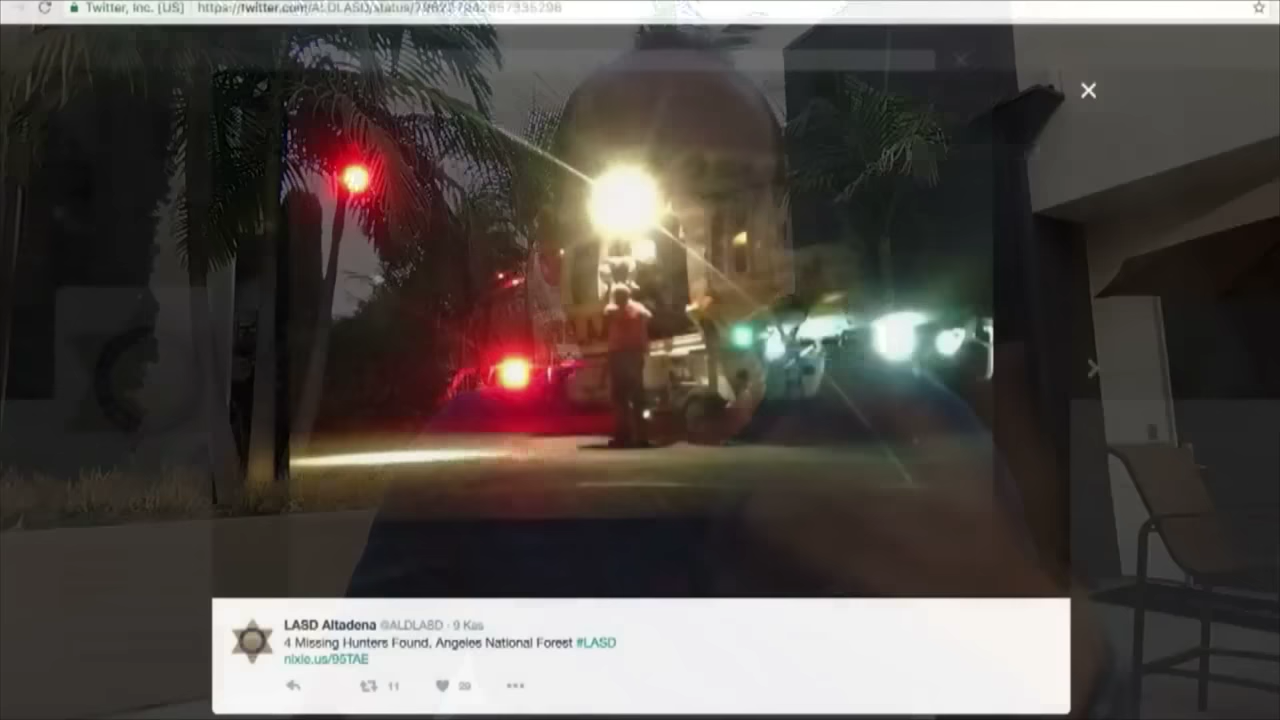 Twitter, Inc. [US]
LASD Altadena @ALDLASD · 9 Kas
4 Missing Hunters Found, Angeles National Forest #LASD
nixle.us/95TAE
11 29